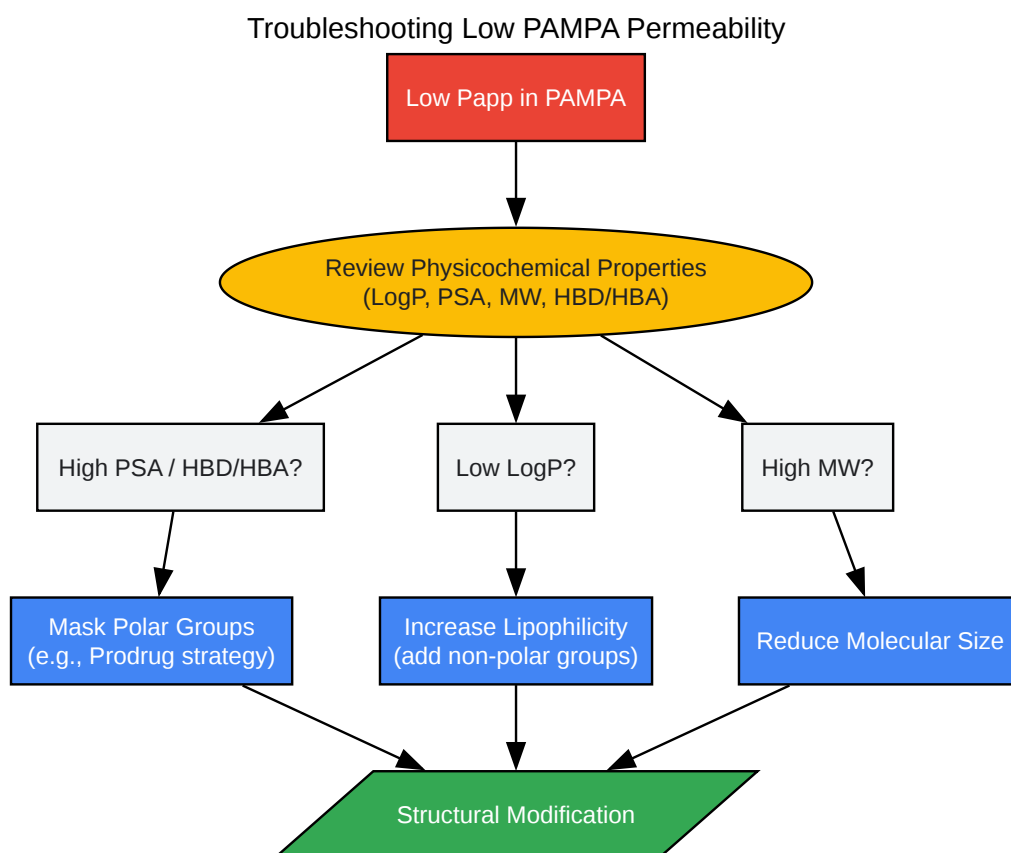 Troubleshooting Low PAMPA Permeability
Low Papp in PAMPA
Review Physicochemical Properties
(LogP, PSA, MW, HBD/HBA)
High PSA / HBD/HBA?
Low LogP?
High MW?
Mask Polar Groups
(e.g., Prodrug strategy)
Increase Lipophilicity
(add non-polar groups)
Reduce Molecular Size
Structural Modification